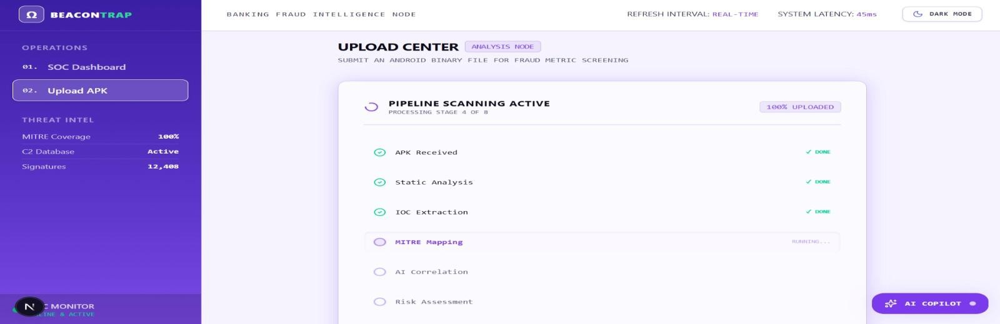 Ω BEACONTRAP
BANKING FRAUD INTELLIGENCE NODE
REFRESH INTERVAL: REAL-TIME
SYSTEM LATENCY: 45ms
DARK MODE
OPERATIONS
01. SOC Dashboard
02. Upload APK
THREAT INTEL
MITRE Coverage 100%
C2 Database Active
Signatures 12,408
N
C MONITOR
LINE & ACTIVE
UPLOAD CENTER ANALYSIS NODE
SUBMIT AN ANDROID BINARY FILE FOR FRAUD METRIC SCREENING
PIPELINE SCANNING ACTIVE
PROCESSING STAGE 4 OF 8
100% UPLOADED
APK Received ✓ DONE
Static Analysis ✓ DONE
IOC Extraction ✓ DONE
MITRE Mapping RUNNING...
AI Correlation
Risk Assessment
AI COPILOT